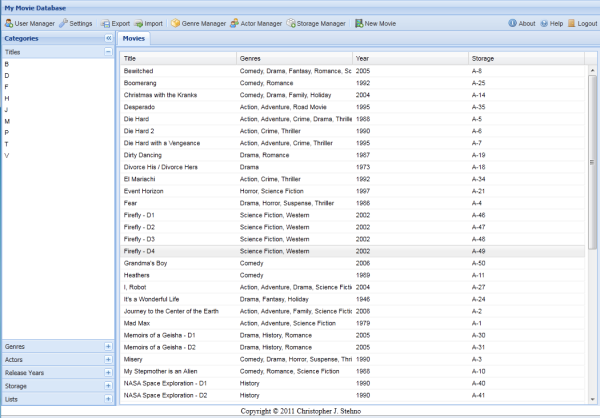 My Movie Database
User Manager Settings Export Import Genre Manager Actor Manager Storage Manager New Movie About Help Logout
Categories
Titles
B
D
F
H
J
M
P
T
V
Genres
Actors
Release Years
Storage
Lists
Movies
Title Genres Year Storage
Bewitched Comedy, Drama, Fantasy, Romance, Sc 2005 A-8
Boomerang Comedy, Romance 1992 A-25
Christmas with the Kranks Comedy, Drama, Family, Holiday 2004 A-14
Desperado Action, Adventure, Road Movie 1995 A-35
Die Hard Action, Adventure, Crime, Drama, Thrille 1988 A-5
Die Hard 2 Action, Crime, Thriller 1990 A-6
Die Hard with a Vengeance Action, Adventure, Crime, Thriller 1995 A-7
Dirty Dancing Drama, Romance 1987 A-19
Divorce His / Divorce Hers Drama 1973 A-18
El Mariachi Action, Crime, Thriller 1992 A-34
Event Horizon Horror, Science Fiction 1997 A-21
Fear Drama, Horror, Suspense, Thriller 1986 A-4
Firefly - D1 Science Fiction, Western 2002 A-46
Firefly - D2 Science Fiction, Western 2002 A-47
Firefly - D3 Science Fiction, Western 2002 A-48
Firefly - D4 Science Fiction, Western 2002 A-49
Grandma's Boy Comedy 2006 A-50
Heathers Comedy 1989 A-11
I, Robot Action, Adventure, Drama, Science Ficti 2004 A-27
It's a Wonderful Life Drama, Fantasy, Holiday 1946 A-24
Journey to the Center of the Earth Action, Adventure, Family, Science Fict 2008 A-2
Mad Max Action, Adventure, Science Fiction 1979 A-1
Memoirs of a Geisha - D1 Drama, History, Romance 2005 A-30
Memoirs of a Geisha - D2 Drama, History, Romance 2005 A-31
Misery Comedy, Drama, Horror, Suspense, Thri 1990 A-3
My Stepmother is an Alien Comedy, Romance, Science Fiction 1988 A-10
NASA Space Exploration - D1 History 1990 A-40
NASA Space Exploration - D2 History 1990 A-41
Copyright © 2011 Christopher J. Stehno